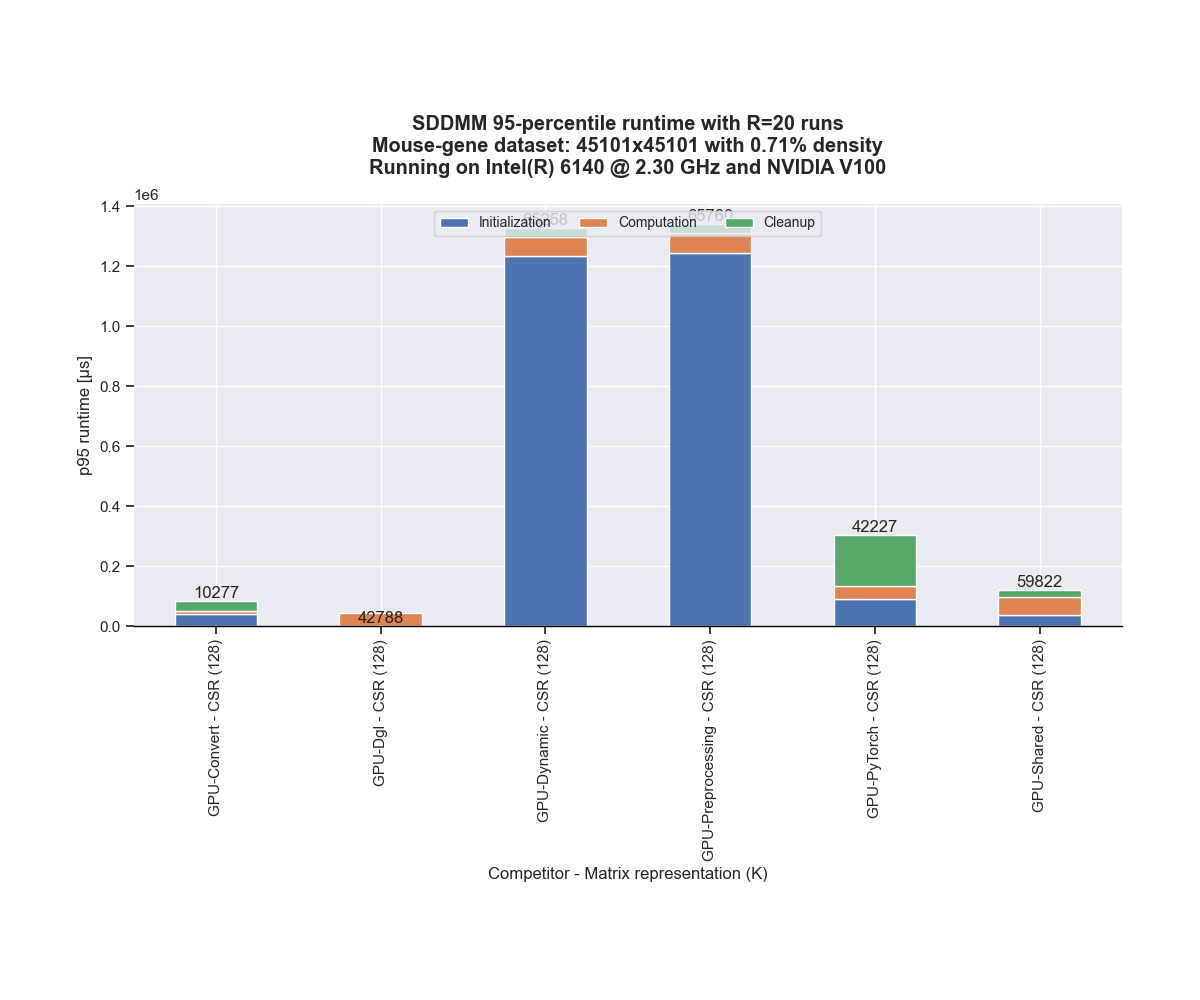 SDDMM 95-percentile runtime with R=20 runs
Mouse-gene dataset: 45101x45101 with 0.71% density
Running on Intel(R) 6140 @ 2.30 GHz and NVIDIA V100
1e6
1.4
1.2
1.0
0.8
0.6
0.4
0.2
0.0
p95 runtime [μs]
Initialization
Computation
Cleanup
10277
42788
42227
59822
GPU-Convert - CSR (128)
GPU-Dgl - CSR (128)
GPU-Dynamic - CSR (128)
GPU-Preprocessing - CSR (128)
GPU-PyTorch - CSR (128)
GPU-Shared - CSR (128)
Competitor - Matrix representation (K)